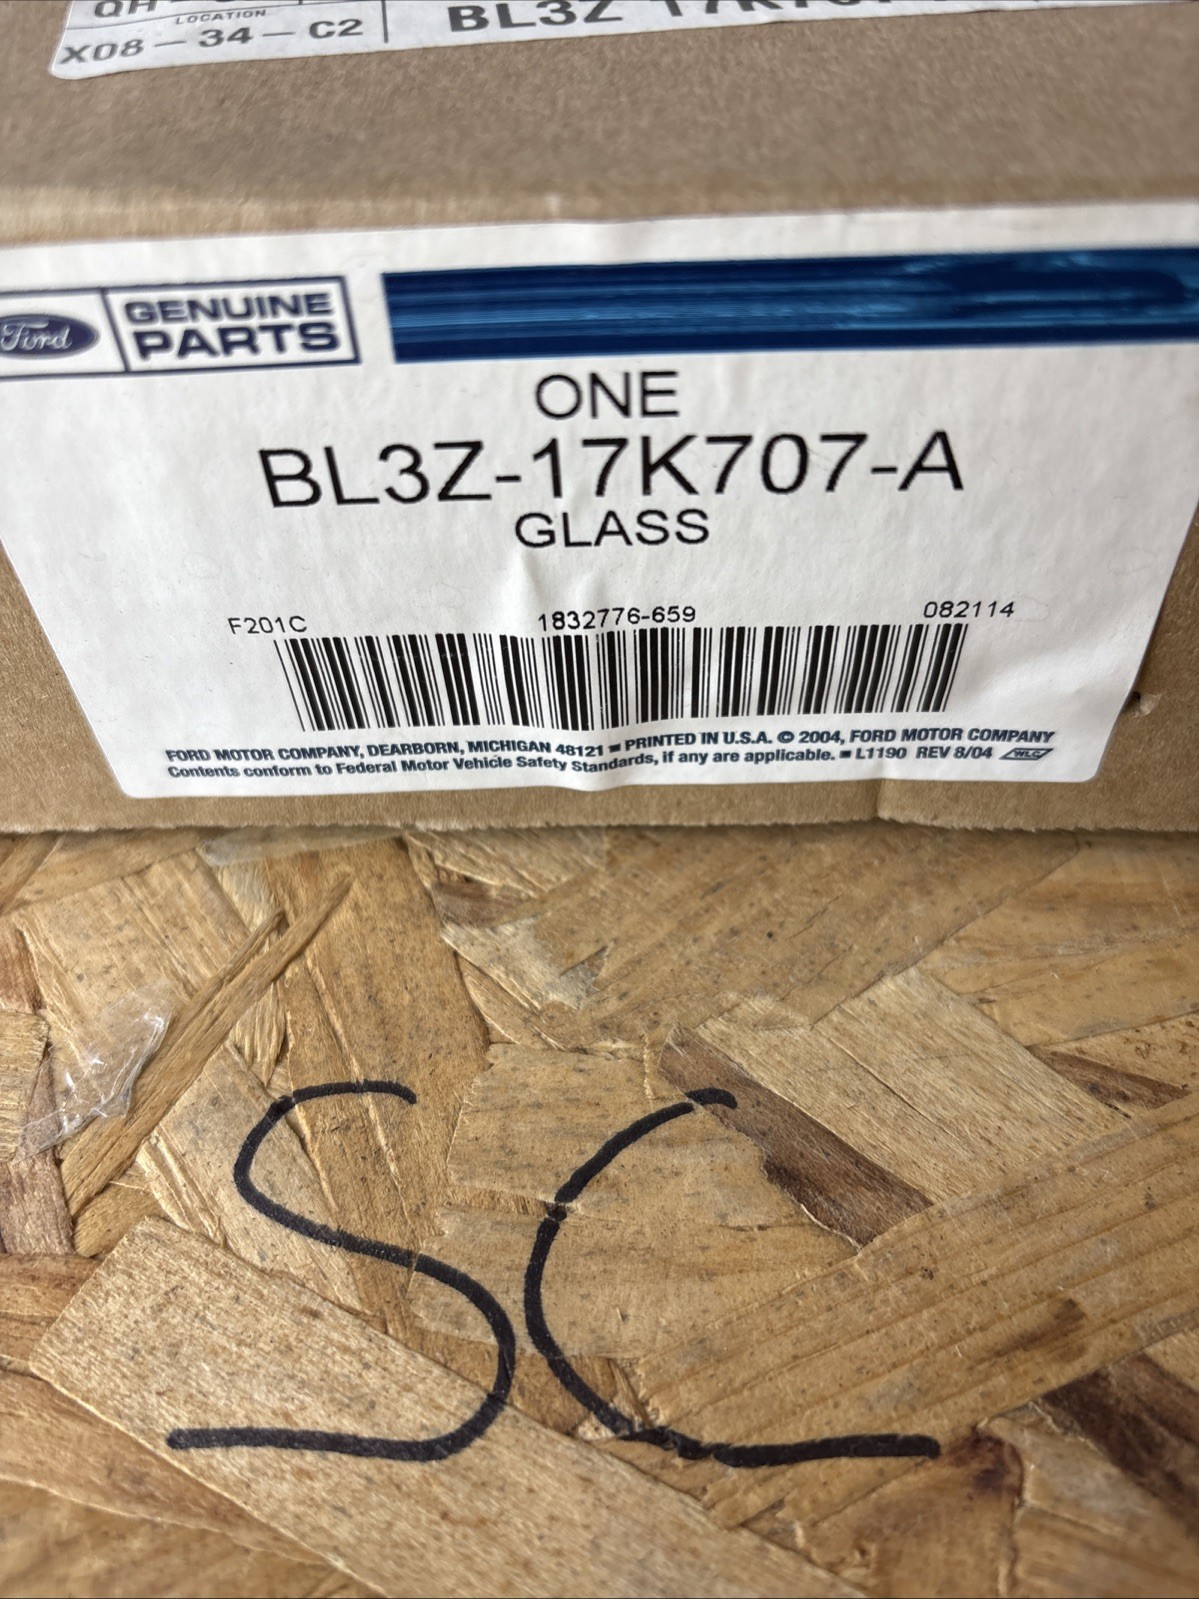 LOCATION
X08-34-C2
Ford
GENUINE
PARTS
ONE
BL3Z-17K707-A
GLASS
F201C 1832776-659 082114
FORD MOTOR COMPANY, DEARBORN, MICHIGAN 48121 ■ PRINTED IN U.S.A. © 2004, FORD MOTOR COMPANY
Contents conform to Federal Motor Vehicle Safety Standards, if any are applicable. ■ L1190 REV 8/04 WLC
SC